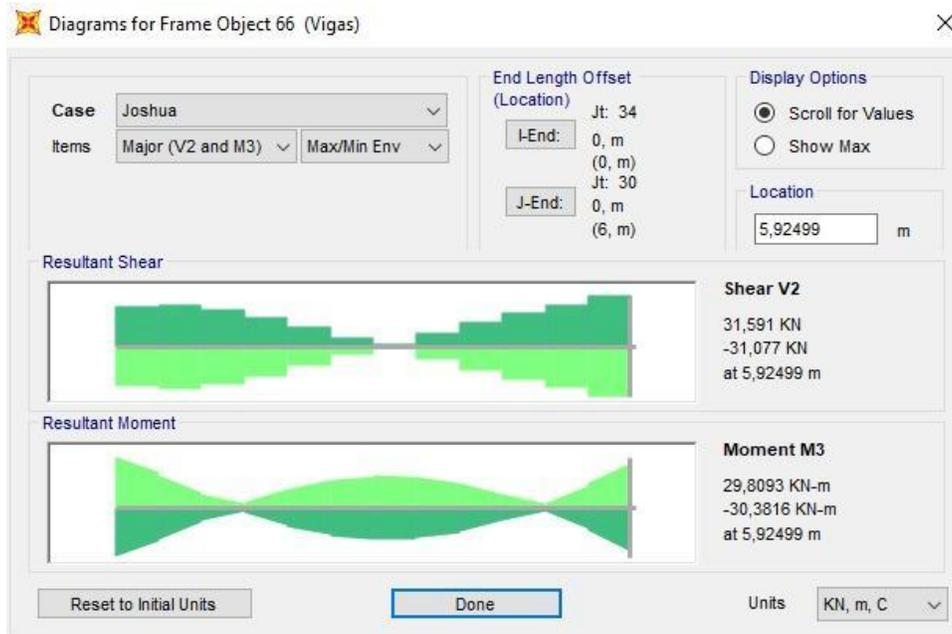 Diagrams for Frame Object 66 (Vigas)
Case Joshua
Items Major (V2 and M3) Max/Min Env
End Length Offset
(Location)
Jt: 34
I-End: 0, m
(0, m)
Jt: 30
J-End: 0, m
(6, m)
Display Options
Scroll for Values
Show Max
Location
5,92499 m
Resultant Shear
Shear V2
31,591 KN
-31,077 KN
at 5,92499 m
Resultant Moment
Moment M3
29,8093 KN-m
-30,3816 KN-m
at 5,92499 m
Reset to Initial Units Done Units KN, m, C